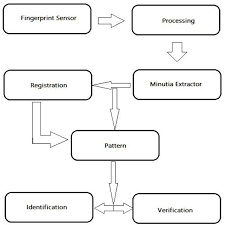 Fingerprint Sensor
Processing
Registration
Minutia Extractor
Pattern
Identification
Verification